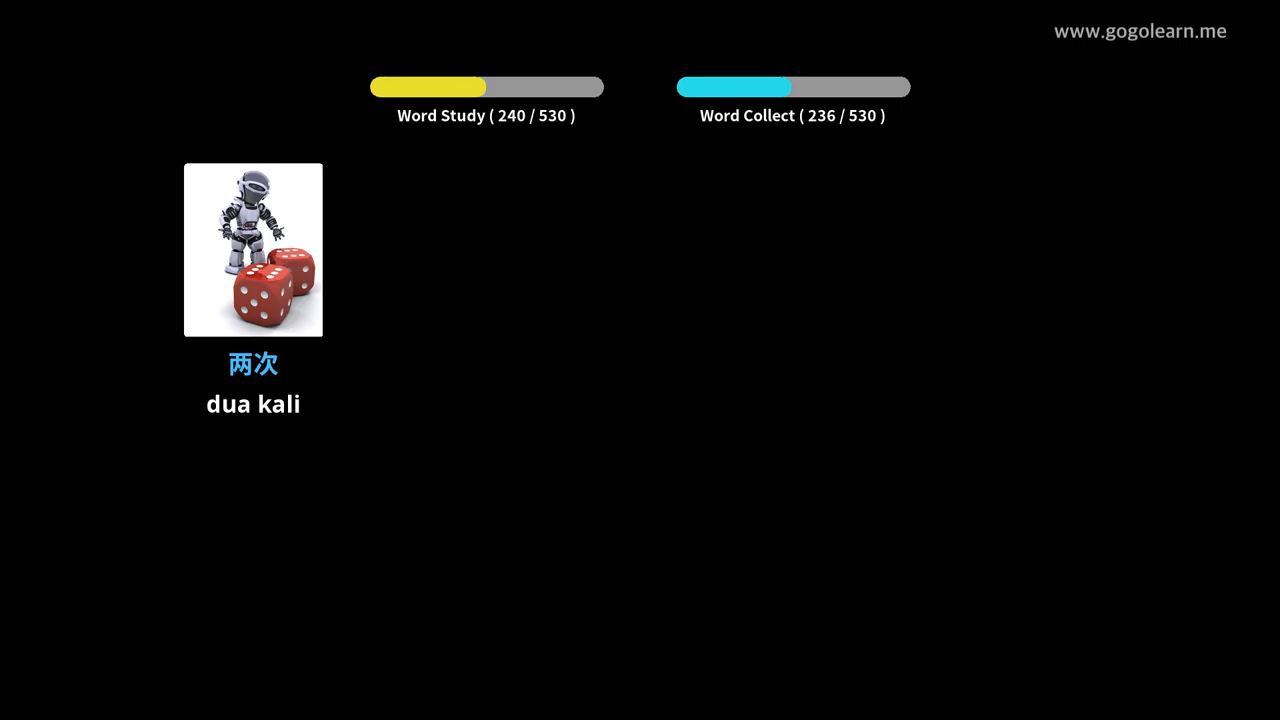 www.gogolearn.me
Word Study ( 240 / 530 )
Word Collect ( 236 / 530 )
两次
dua kali